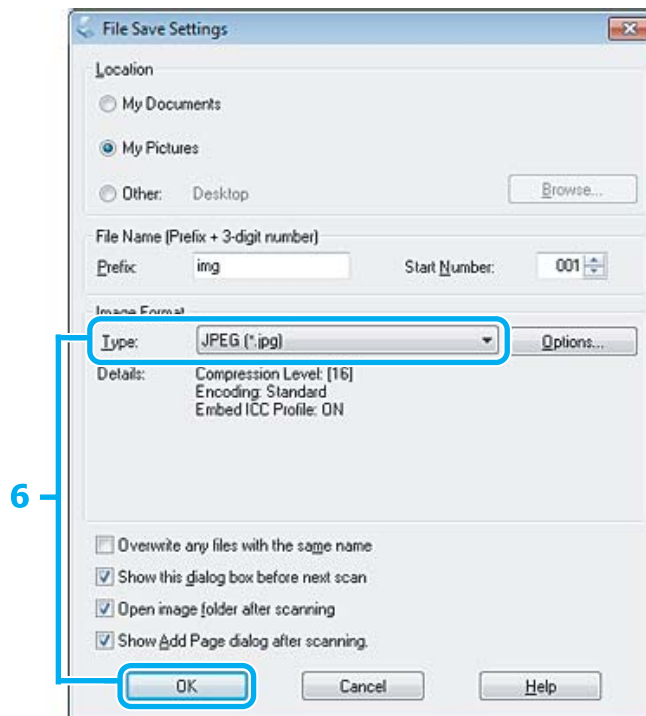 File Save Settings
Location
My Documents
My Pictures
Other: Desktop Browse...
File Name (Prefix + 3-digit number)
Prefix: img Start Number: 001
Image Format
Type: JPEG (*.jpg) Options...
Details: Compression Level: [16]
Encoding: Standard
Embed ICC Profile: ON
6
Overwrite any files with the same name
Show this dialog box before next scan
Open image folder after scanning
Show Add Page dialog after scanning.
OK Cancel Help